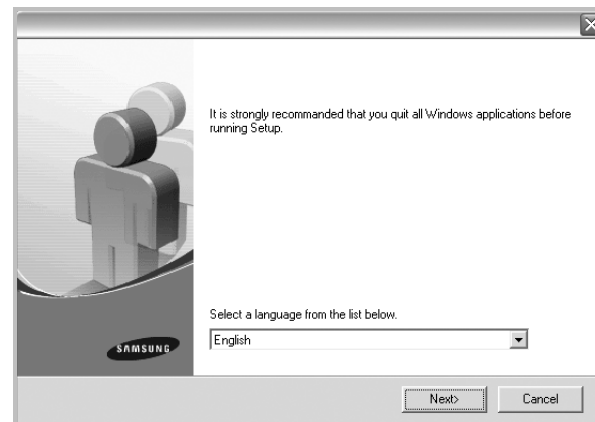 It is strongly recommanded that you quit all Windows applications before
running Setup.
Select a language from the list below.
English
SAMSUNG
Next>
Cancel